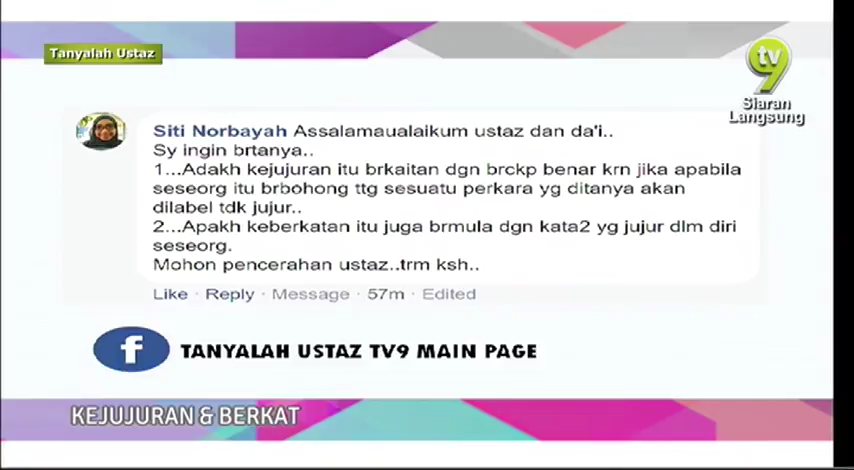 Tanyalah Ustaz
tv
9
Siaran
Langsung
Siti Norbayah Assalamaualaikum ustaz dan da'i..
Sy ingin brtanya..
1...Adakh kejujuran itu brkaitan dgn brckp benar krn jika apabila
seseorg itu brbohong ttg sesuatu perkara yg ditanya akan
dilabel tdk jujur..
2...Apakh keberkatan itu juga brmula dgn kata2 yg jujur dlm diri
seseorg.
Mohon pencerahan ustaz..trm ksh..
Like · Reply · Message · 57m · Edited
f TANYALAH USTAZ TV9 MAIN PAGE
KEJUJURAN & BERKAT